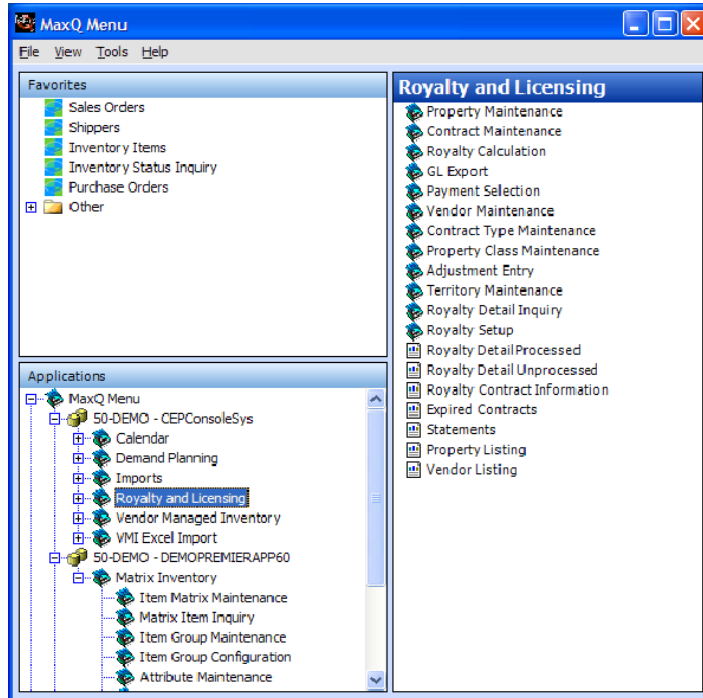 MaxQ Menu
File View Tools Help
Favorites
Sales Orders
Shippers
Inventory Items
Inventory Status Inquiry
Purchase Orders
Other
Applications
MaxQ Menu
50-DEMO - CEPConsoleSys
Calendar
Demand Planning
Imports
Royalty and Licensing
Vendor Managed Inventory
VMI Excel Import
50-DEMO - DEMOPREMIERAPP60
Matrix Inventory
Item Matrix Maintenance
Matrix Item Inquiry
Item Group Maintenance
Item Group Configuration
Attribute Maintenance
Royalty and Licensing
Property Maintenance
Contract Maintenance
Royalty Calculation
GL Export
Payment Selection
Vendor Maintenance
Contract Type Maintenance
Property Class Maintenance
Adjustment Entry
Territory Maintenance
Royalty Detail Inquiry
Royalty Setup
Royalty Detail Processed
Royalty Detail Unprocessed
Royalty Contract Information
Expired Contracts
Statements
Property Listing
Vendor Listing